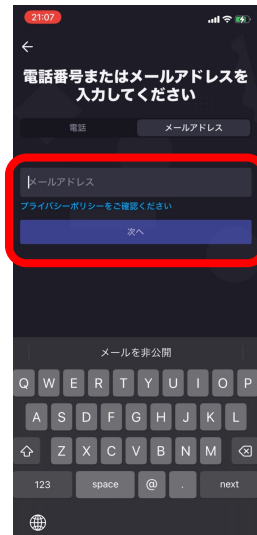 21:07
電話番号またはメールアドレスを
入力してください
電話 メールアドレス
メールアドレス
プライバシーポリシーをご確認ください
次へ
メールを非公開
Q W E R T Y U I O P
A S D F G H J K L
Z X C V B N M
123 space @ . next